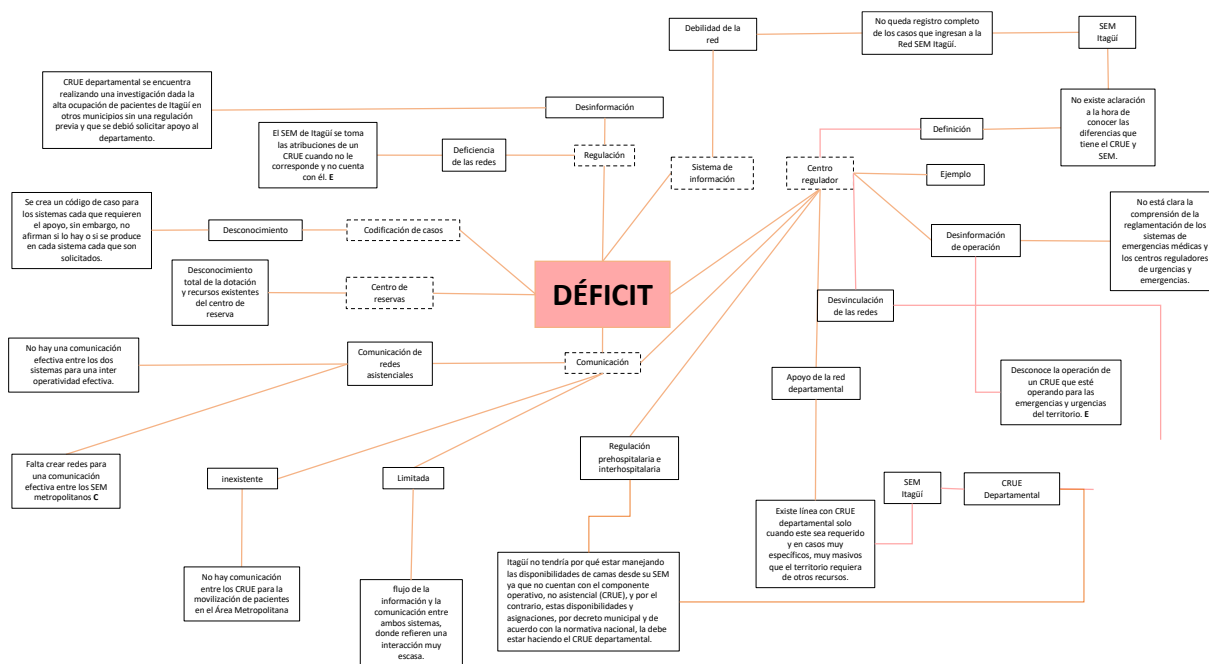 Debilidad de la
red
No queda registro completo
de los casos que ingresan a la
Red SEM Itagüí.
SEM
Itagüí
CRUE departamental se encuentra
realizando una investigación dada la
alta ocupación de pacientes de Itagüí en
otros municipios sin una regulación
previa y que se debió solicitar apoyo al
departamento.
Desinformación
El SEM de Itagüí se toma
las atribuciones de un
CRUE cuando no le
corresponde y no cuenta
con él. E
Deficiencia
de las redes
Regulación
Sistema de
información
Centro
regulador
Definición
No existe aclaración
a la hora de
conocer las
diferencias que
tiene el CRUE y
SEM.
Ejemplo
Se crea un código de caso para
los sistemas cada que requieren
el apoyo, sin embargo, no
afirman si lo hay o si se produce
en cada sistema cada que son
solicitados.
Desconocimiento
Codificación de casos
Desinformación
de operación
No está clara la
comprensión de la
reglamentación de los
sistemas de
emergencias médicas y
los centros reguladores
de urgencias y
emergencias.
Desconocimiento
total de la dotación
y recursos existentes
del centro de
reserva
Centro de
reservas
DÉFICIT
Desvinculación
de las redes
No hay una comunicación
efectiva entre los dos
sistemas para una inter
operatividad efectiva.
Comunicación de
redes
asistenciales
Comunicación
Apoyo de la red
departamental
Desconoce la operación de
un CRUE que esté
operando para las
emergencias y urgencias
del territorio. E
Falta crear redes para
una comunicación
efectiva entre los SEM
metropolitanos C
inexistente
Limitada
Regulación
prehospitalaria e
interhospitalaria
SEM
Itagüí
CRUE
Departamental
Existe línea con CRUE
departamental solo
cuando este sea requerido
y en casos muy
específicos, muy masivos
que el territorio requiera
de otros recursos.
No hay comunicación
entre los CRUE para la
movilización de pacientes
en el Área Metropolitana
flujo de la
información y la
comunicación entre
ambos sistemas,
donde refieren una
interacción muy
escasa.
Itagüí no tendría por qué estar manejando
las disponibilidades de camas desde su SEM
ya que no cuentan con el componente
operativo, no asistencial (CRUE), y por el
contrario, estas disponibilidades y
asignaciones, por decreto municipal y de
acuerdo con la normativa nacional, la debe
estar haciendo el CRUE departamental.